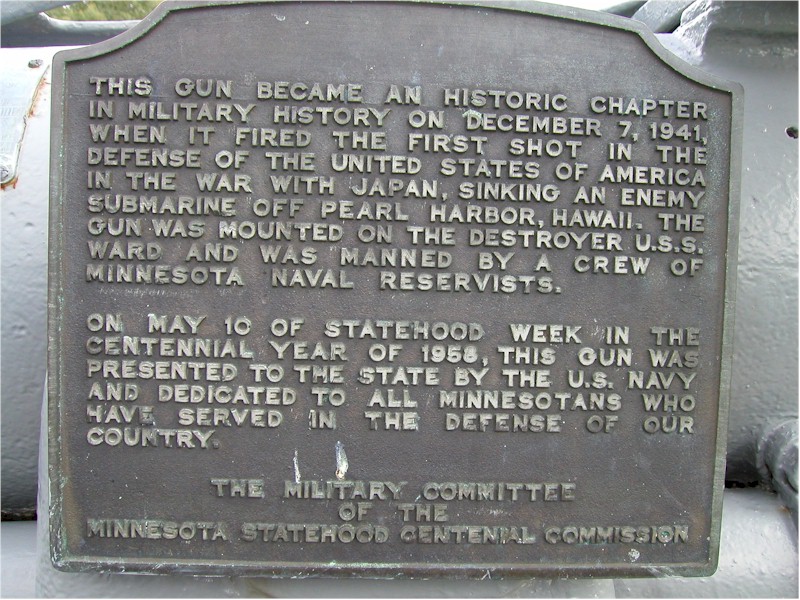 THIS GUN BECAME AN HISTORIC CHAPTER
IN MILITARY HISTORY ON DECEMBER 7, 1941,
WHEN IT FIRED THE FIRST SHOT IN THE
DEFENSE OF THE UNITED STATES OF AMERICA
IN THE WAR WITH JAPAN, SINKING AN ENEMY
SUBMARINE OFF PEARL HARBOR, HAWAII. THE
GUN WAS MOUNTED ON THE DESTROYER U.S.S.
WARD AND WAS MANNED BY A CREW OF
MINNESOTA NAVAL RESERVISTS.
ON MAY 10 OF STATEHOOD WEEK IN THE
CENTENNIAL YEAR OF 1958, THIS GUN WAS
PRESENTED TO THE STATE BY THE U.S. NAVY
AND DEDICATED TO ALL MINNESOTANS WHO
HAVE SERVED IN THE DEFENSE OF OUR
COUNTRY.
THE MILITARY COMMITTEE
OF THE
MINNESOTA STATEHOOD CENTENIAL COMMISSION